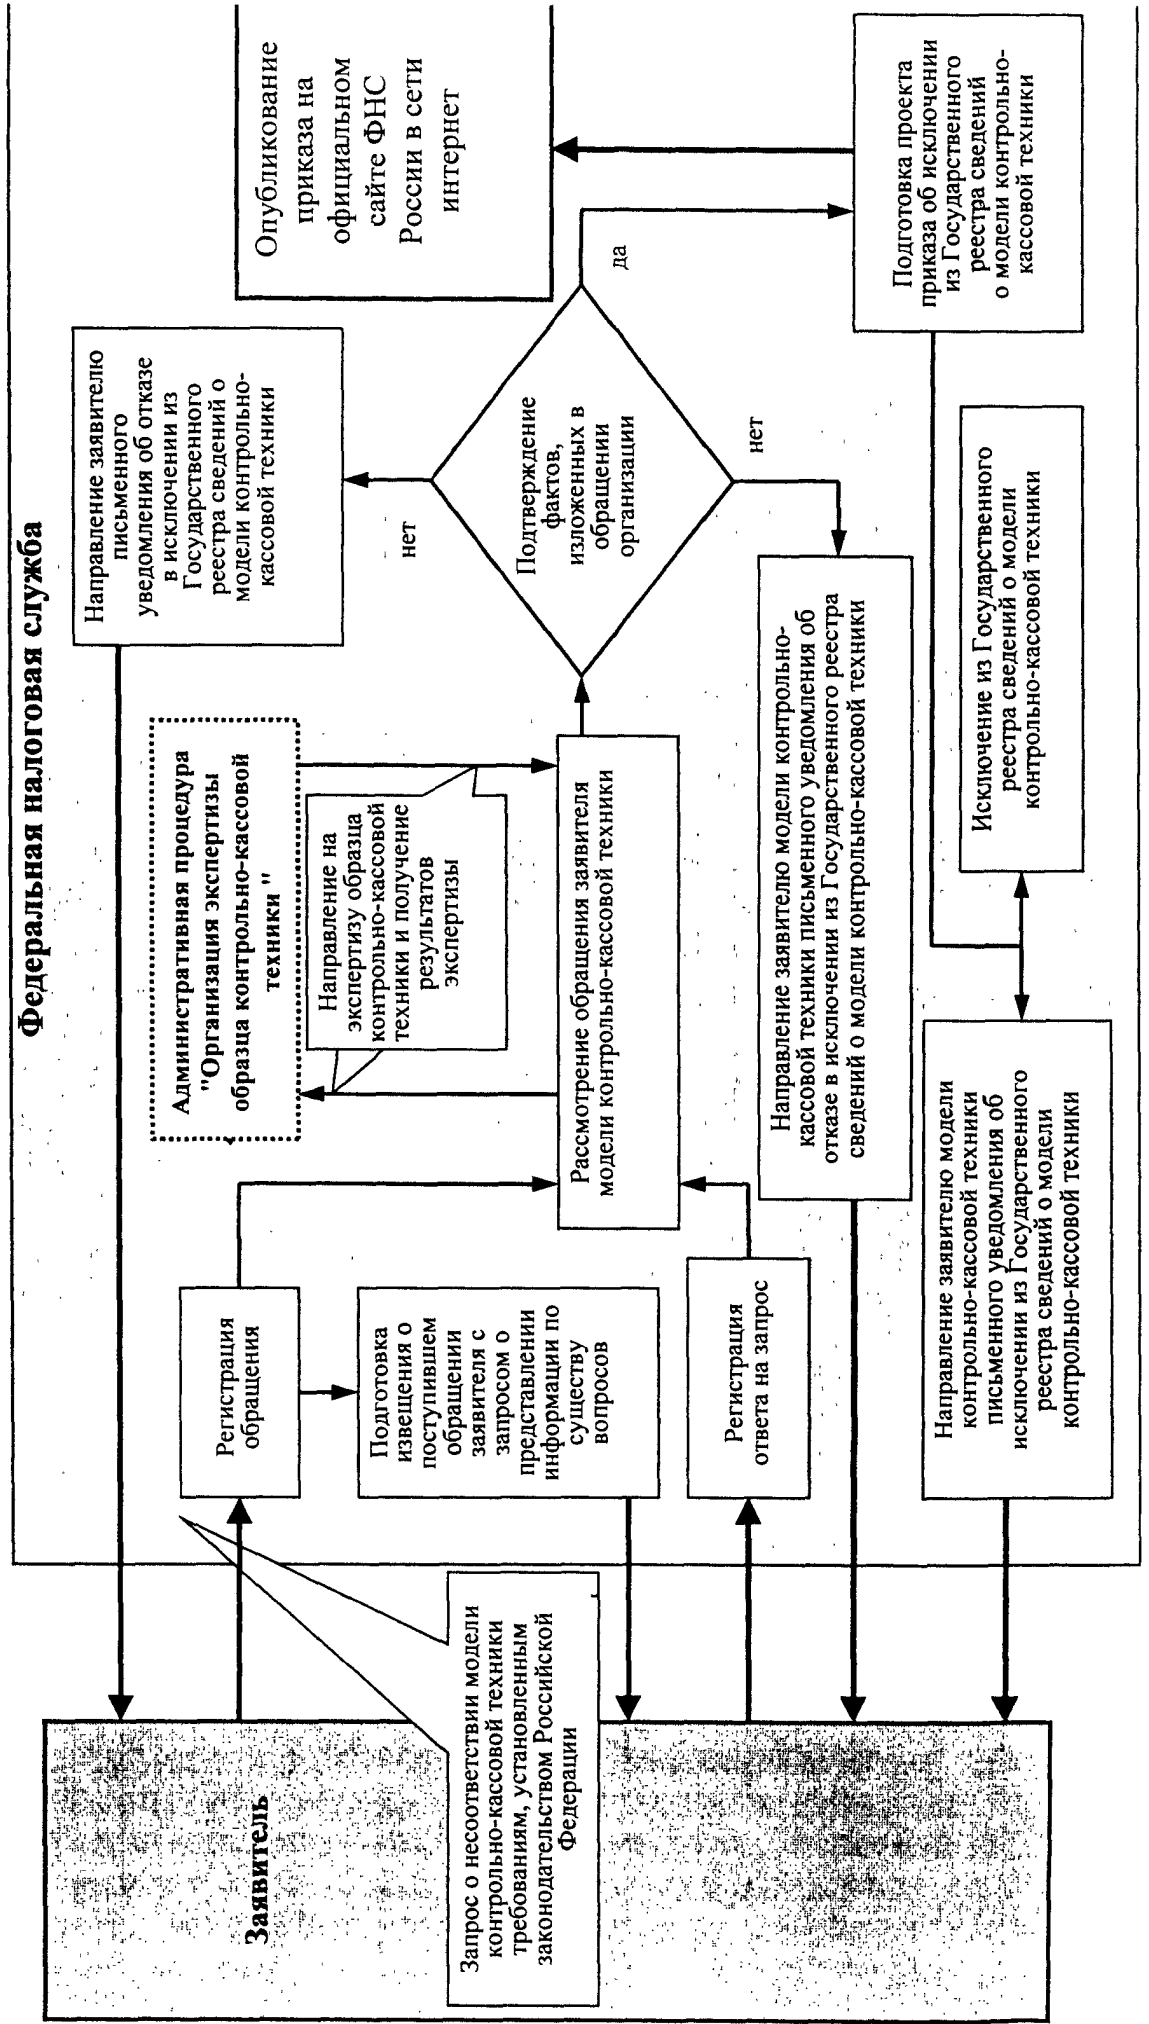 Федеральная налоговая служба
Заявитель
Запрос о несоответствии модели
контрольно-кассовой техники
требованиям, установленным
законодательством Российской
Федерации
Регистрация
обращения
Подготовка
извещения о
поступившем
обращении
заявителя с
запросом о
представлении
информации по
существу
вопросов
Регистрация
ответа на запрос
Административная процедура
"Организация экспертизы
образца контрольно-кассовой
техники "
Направление на
экспертизу образца
контрольно-кассовой
техники и получение
результатов
экспертизы
Рассмотрение обращения заявителя
модели контрольно-кассовой техники
Направление заявителю
письменного
уведомления об отказе
в исключении из
Государственного
реестра сведений о
модели контрольно-
кассовой техники
нет
Подтверждение
фактов,
изложенных в
обращении
организации
нет
да
Опубликование
приказа на
официальном
сайте ФНС
России в сети
интернет
Подготовка проекта
приказа об исключении
из Государственного
реестра сведений
о модели контрольно-
кассовой техники
Направление заявителю модели контрольно-
кассовой техники письменного уведомления об
отказе в исключении из Государственного реестра
сведений о модели контрольно-кассовой техники
Исключение из Государственного
реестра сведений о модели
контрольно-кассовой техники
Направление заявителю модели
контрольно-кассовой техники
письменного уведомления об
исключении из Государственного
реестра сведений о модели
контрольно-кассовой техники